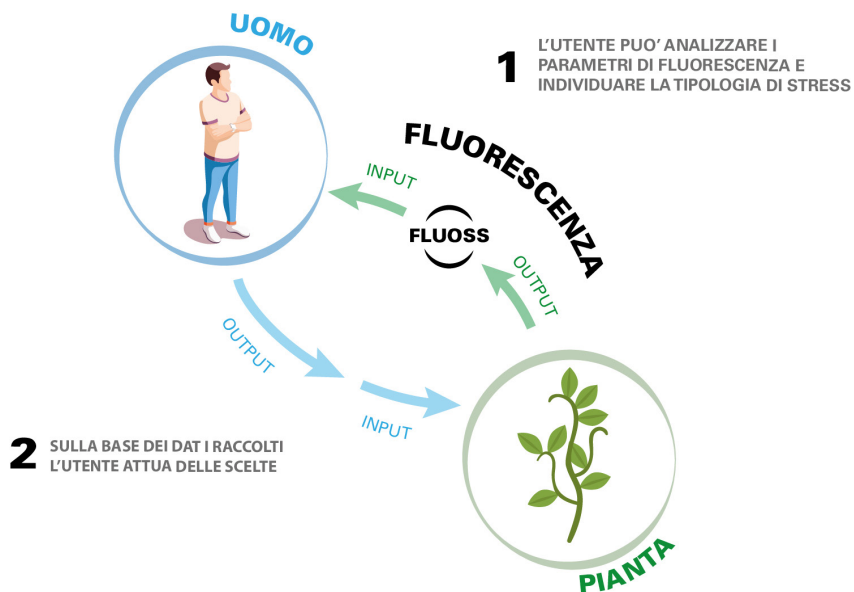 UOMO
1
L'UTENTE PUO' ANALIZZARE I
PARAMETRI DI FLUORESCENZA E
INDIVIDUARE LA TIPOLOGIA DI STRESS
FLUORESCENZA
INPUT
FLUOSS
OUTPUT
OUTPUT
INPUT
2
SULLA BASE DEI DAT I RACCOLTI
L'UTENTE ATTUA DELLE SCELTE
PIANTA